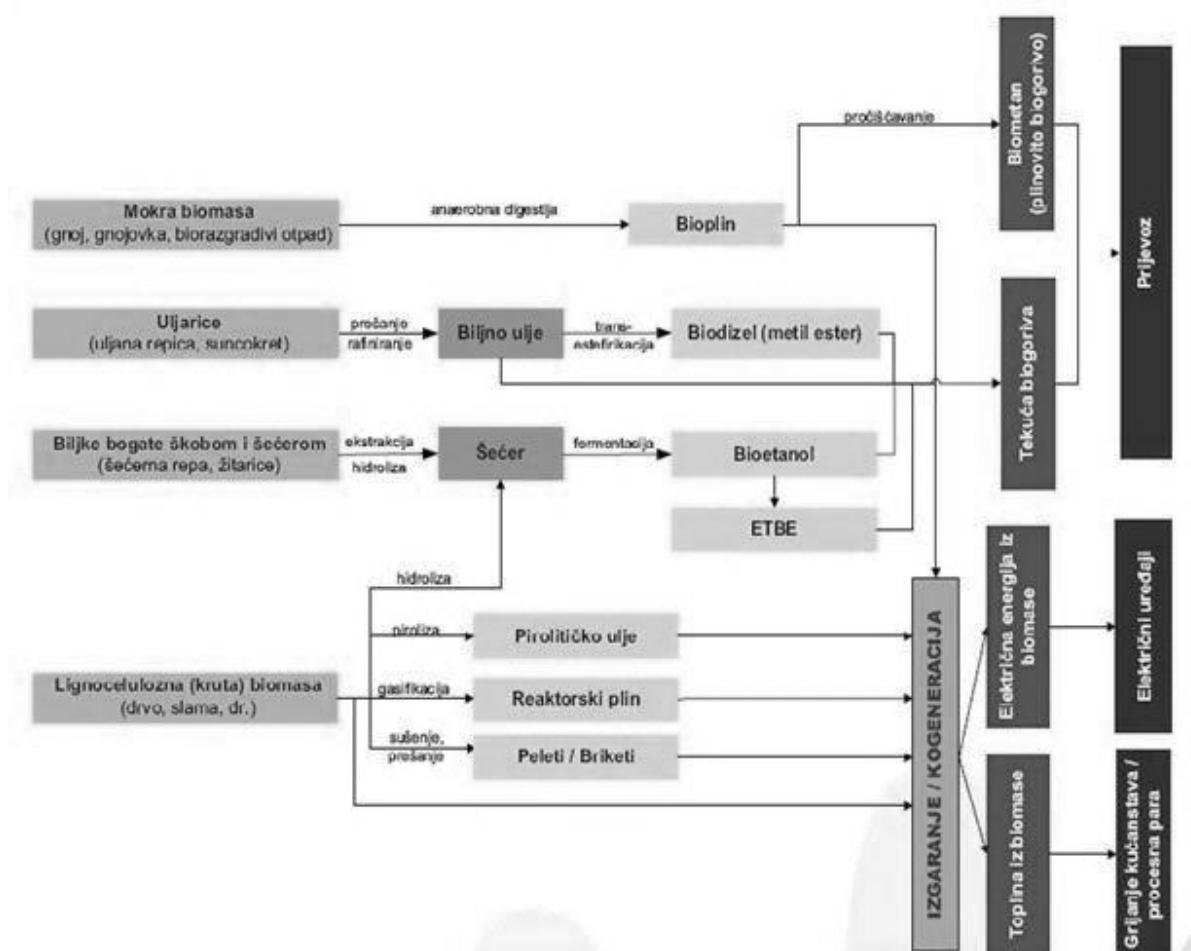 pročišćavanje
Biometan
(plinovito biogorivo)
Prijevoz
Mokra biomasa
(gnoj, gnojovka, biorazgradivi otpad)
anaerobna digestija
Bioplin
Uljarice
(uljana repica, suncokret)
prešanje
rafiniranje
Biljno ulje
trans-
esterifikacija
Biodizel (metil ester)
Tekuća biogoriva
Biljke bogate škobom i šećerom
(šećerna repa, žitarice)
ekstrakcija
hidroliza
Šećer
fermentacija
Bioetanol
ETBE
hidroliza
piroliza
Pirolitičko ulje
Lignocelulozna (kruta) biomasa
(drvo, slama, dr.)
gasifikacija
Reaktorski plin
sušenje,
prešanje
Peleti / Briketi
IZGARANJE / KOGENERACIJA
Električna energija iz
biomase
Električni uređaji
Toplina iz biomase
Grijanje kućanstava /
procesna para